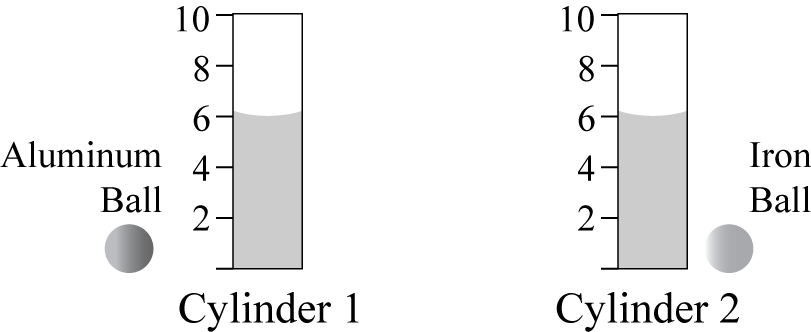 10
8
6
4
2
Aluminum
Ball
Cylinder 1
10
8
6
4
2
Iron
Ball
Cylinder 2